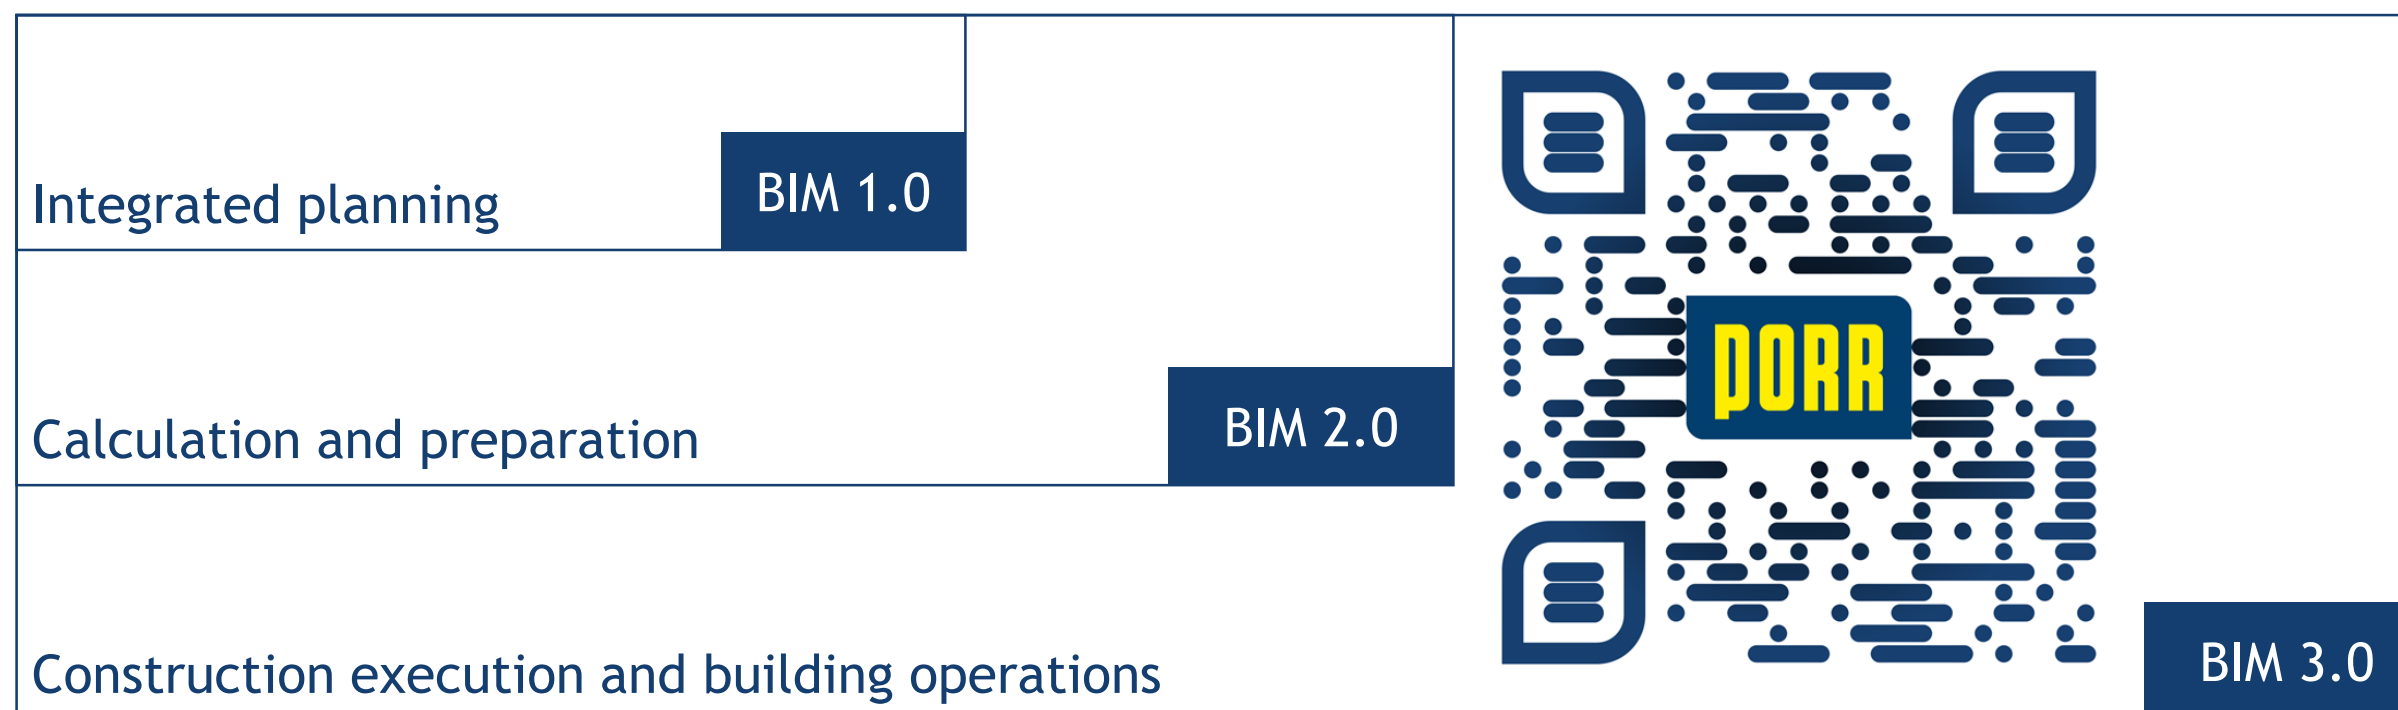 Integrated planning
BIM 1.0
Calculation and preparation
BIM 2.0
PORR
Construction execution and building operations
BIM 3.0